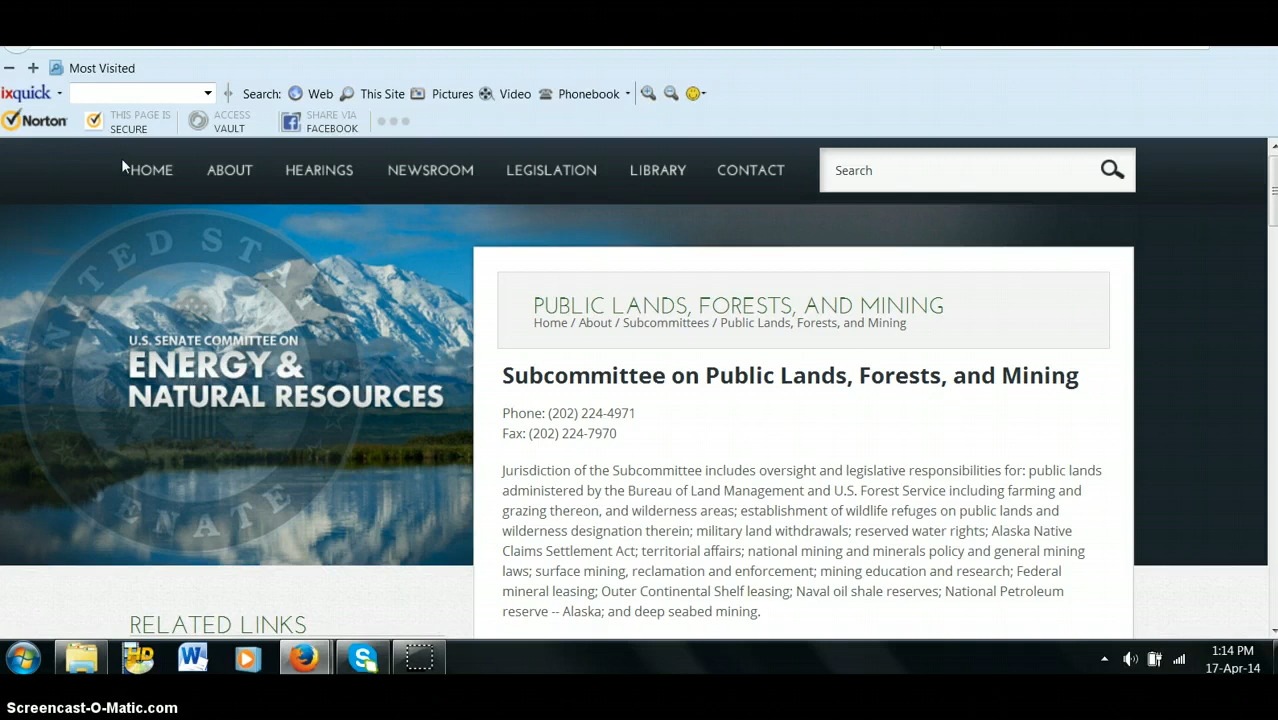 Most Visited
ixquick Search: Web This Site Pictures Video Phonebook
Norton THIS PAGE IS SECURE ACCESS VAULT SHARE VIA FACEBOOK
HOME ABOUT HEARINGS NEWSROOM LEGISLATION LIBRARY CONTACT Search
UNITED ST
SENATE
U.S. SENATE COMMITTEE ON
ENERGY &
NATURAL RESOURCES
PUBLIC LANDS, FORESTS, AND MINING
Home / About / Subcommittees / Public Lands, Forests, and Mining
Subcommittee on Public Lands, Forests, and Mining
Phone: (202) 224-4971
Fax: (202) 224-7970
Jurisdiction of the Subcommittee includes oversight and legislative responsibilities for: public lands
administered by the Bureau of Land Management and U.S. Forest Service including farming and
grazing thereon, and wilderness areas; establishment of wildlife refuges on public lands and
wilderness designation therein; military land withdrawals; reserved water rights; Alaska Native
Claims Settlement Act; territorial affairs; national mining and minerals policy and general mining
laws; surface mining, reclamation and enforcement; mining education and research; Federal
mineral leasing; Outer Continental Shelf leasing; Naval oil shale reserves; National Petroleum
reserve -- Alaska; and deep seabed mining.
RELATED LINKS
1:14 PM
17-Apr-14
Screencast-O-Matic.com